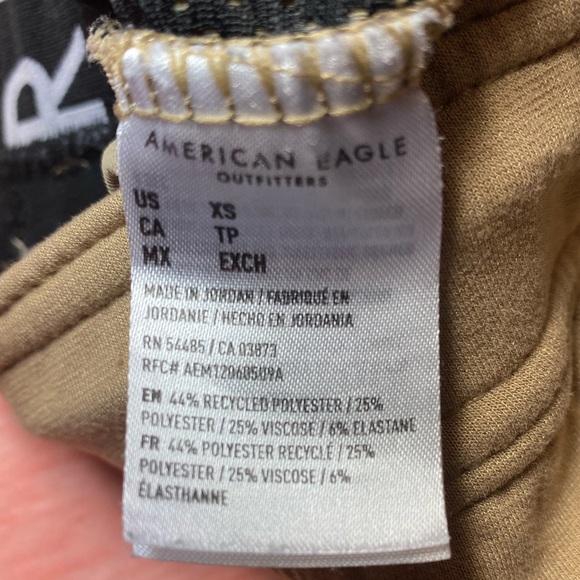 R
AMERICAN EAGLE
OUTFITTERS
US XS
CA TP
MX EXCH
MADE IN JORDAN / FABRIQUÉ EN
JORDANIE / HECHO EN JORDANIA
RN 54485 / CA 03873
RFC# AEM1206050J9A
EN 44% RECYCLED POLYESTER / 25%
POLYESTER / 25% VISCOSE / 6% ELASTANE
FR 44% POLYESTER RECYCLÉ / 25%
POLYESTER / 25% VISCOSE / 6%
ÉLASTHANNE